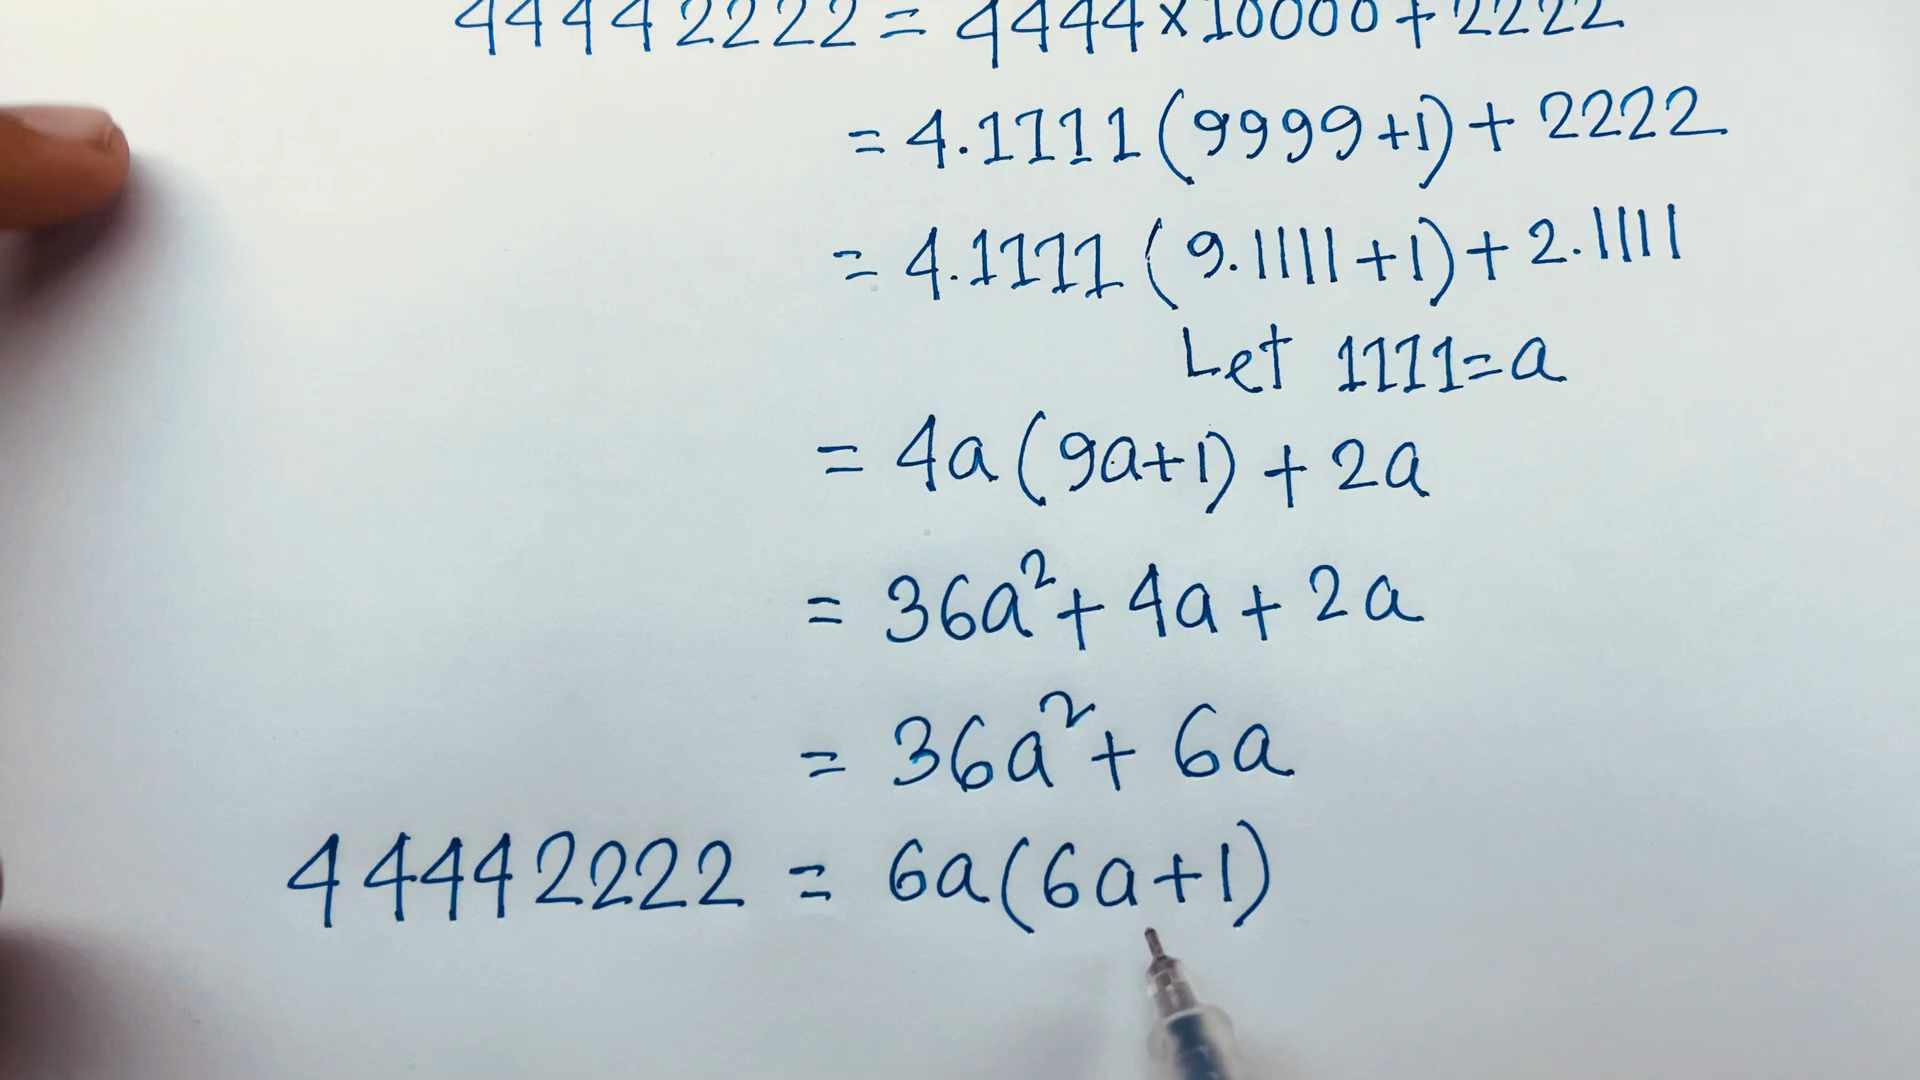 44442222 = 4444×10000+2222
= 4.1111(9999+1)+2222
= 4.1111(9.1111+1)+2.1111
Let 1111=a
= 4a(9a+1)+2a
= 36a²+4a+2a
= 36a²+6a
44442222 = 6a(6a+1)